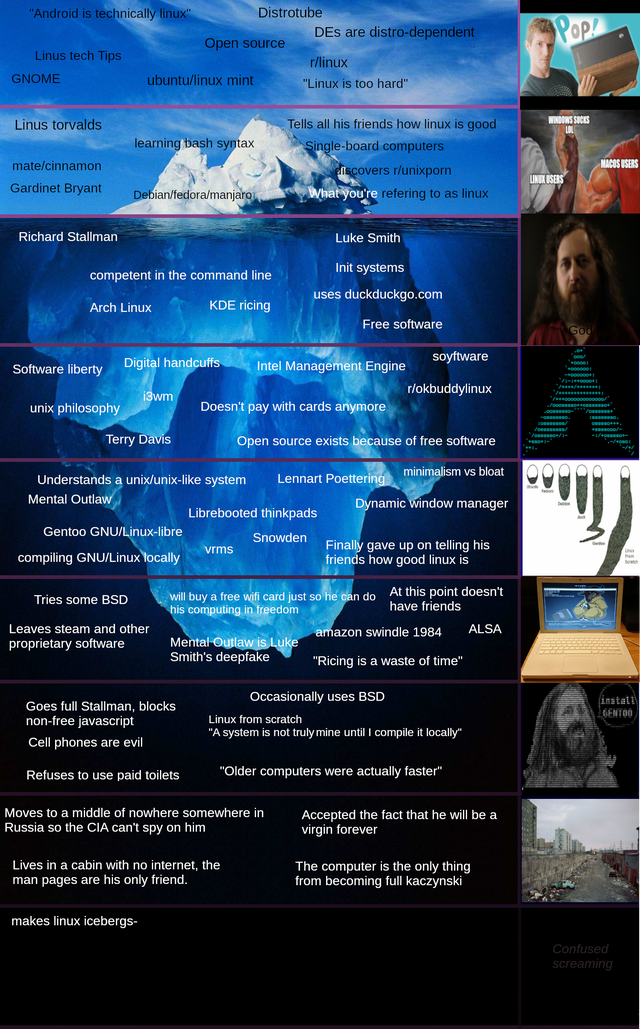 "Android is technically linux"
Distrotube
DEs are distro-dependent
Open source
Linus tech Tips
r/linux
GNOME
ubuntu/linux mint
"Linux is too hard"
Pop!
Linus torvalds
Tells all his friends how linux is good
learning bash syntax
Single-board computers
mate/cinnamon
discovers r/unixporn
Gardinet Bryant
Debian/fedora/manjaro
What you're refering to as linux
WINDOWS SUCKS
LOL
LINUX USERS
MACOS USERS
Richard Stallman
Luke Smith
competent in the command line
Init systems
uses duckduckgo.com
Arch Linux
KDE ricing
Free software
God
Software liberty
Digital handcuffs
Intel Management Engine
soyftware
i3wm
r/okbuddylinux
unix philosophy
Doesn't pay with cards anymore
Terry Davis
Open source exists because of free software
Understands a unix/unix-like system
Lennart Poettering
minimalism vs bloat
Mental Outlaw
Librebooted thinkpads
Dynamic window manager
Gentoo GNU/Linux-libre
Snowden
vrms
Finally gave up on telling his
friends how good linux is
compiling GNU/Linux locally
Ubuntu
Debian
Arch
Gentoo
Linux
From
Scratch
Tries some BSD
will buy a free wifi card just so he can do
his computing in freedom
At this point doesn't
have friends
Leaves steam and other
proprietary software
Mental Outlaw is Luke
Smith's deepfake
amazon swindle 1984
ALSA
"Ricing is a waste of time"
Goes full Stallman, blocks
non-free javascript
Occasionally uses BSD
Linux from scratch
"A system is not truly mine until I compile it locally"
Cell phones are evil
Refuses to use paid toilets
"Older computers were actually faster"
install
GENTOO
Moves to a middle of nowhere somewhere in
Russia so the CIA can't spy on him
Accepted the fact that he will be a
virgin forever
Lives in a cabin with no internet, the
man pages are his only friend.
The computer is the only thing
from becoming full kaczynski
makes linux icebergs-
Confused
screaming